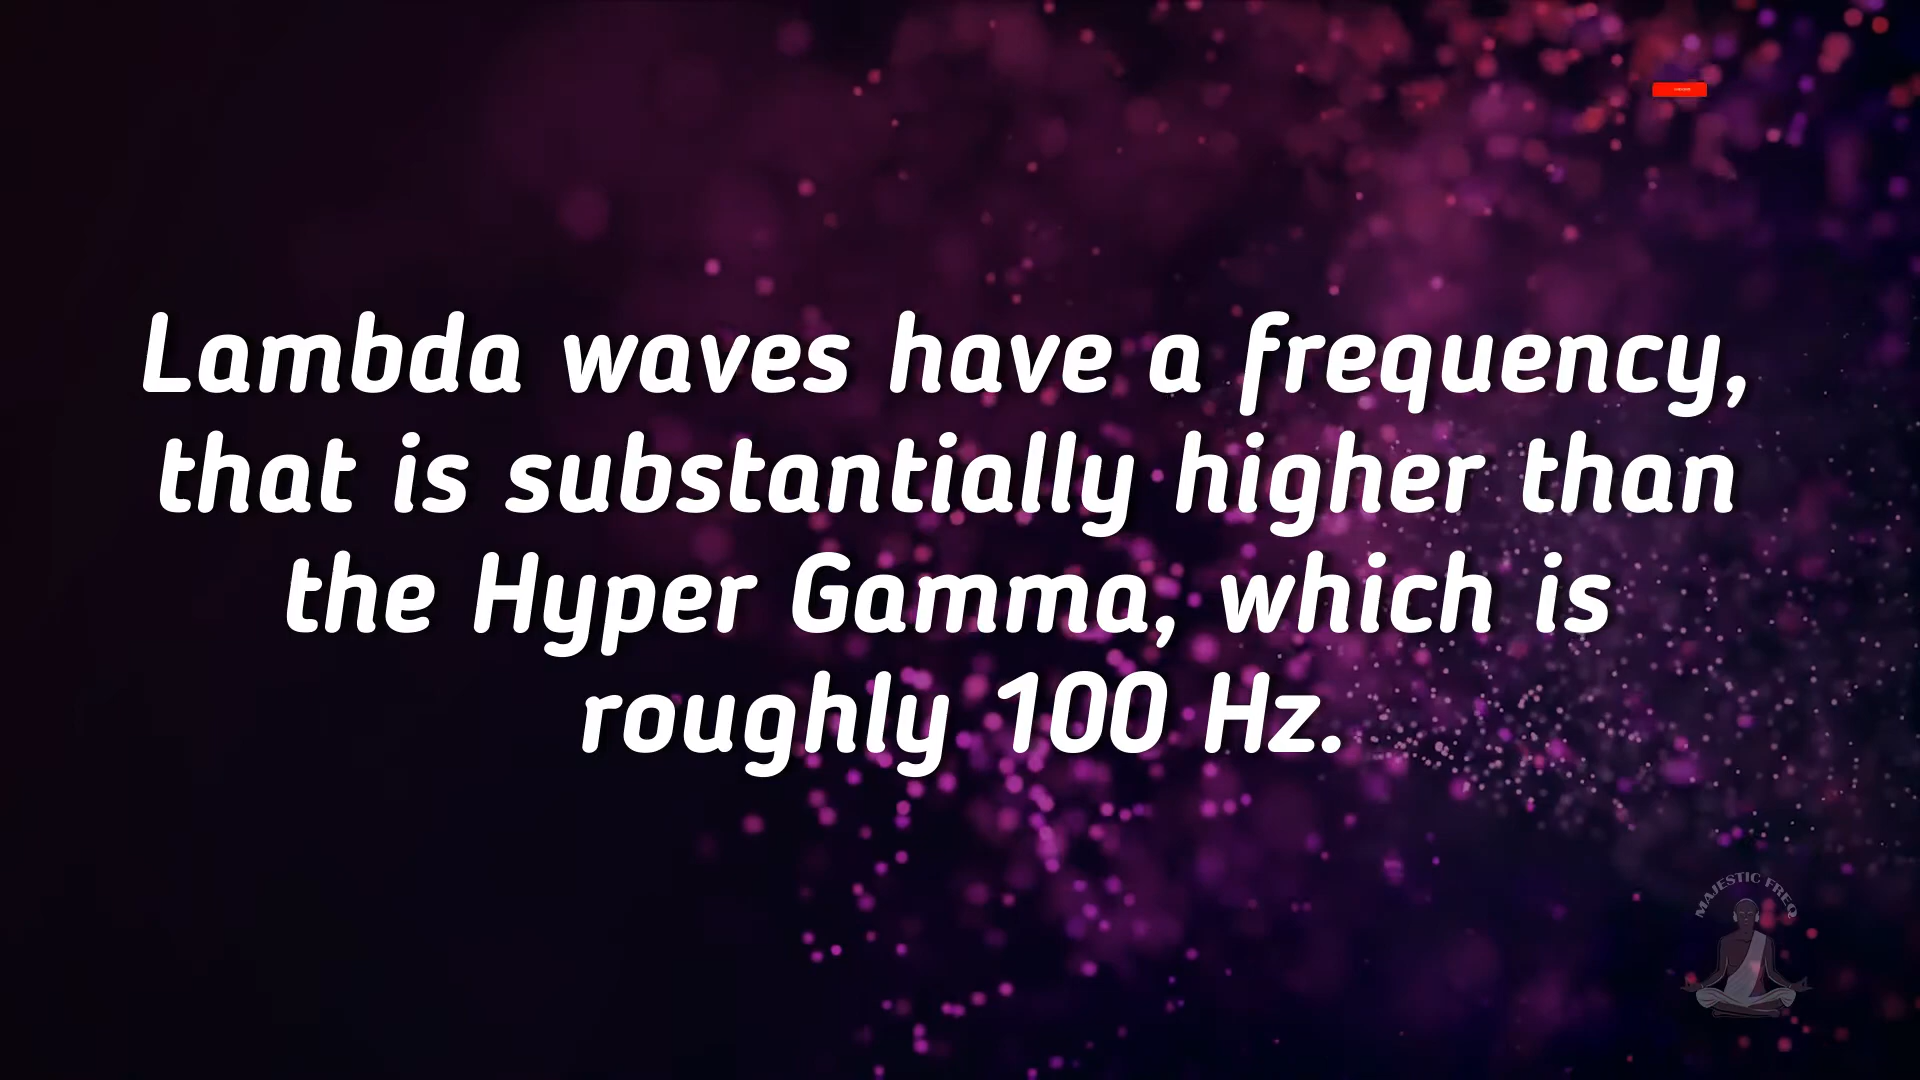 Lambda waves have a frequency,
that is substantially higher than
the Hyper Gamma, which is
roughly 100 Hz.
MAJESTIC FREQ